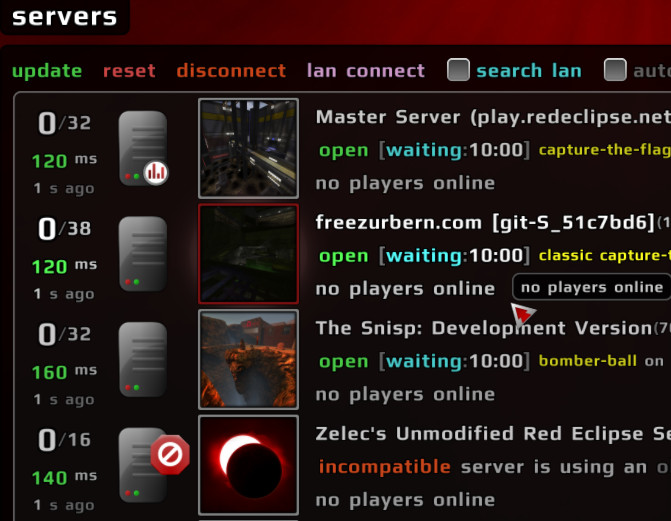 servers
update reset disconnect lan connect search lan auto
0/32
120 ms
1 s ago
Master Server (play.redeclipse.net
open [waiting:10:00] capture-the-flag
no players online
0/38
120 ms
1 s ago
freezurbern.com [git-S_51c7bd6](1
open [waiting:10:00] classic capture-t
no players online
no players online
0/32
160 ms
1 s ago
The Snisp: Development Version(7
open [waiting:10:00] bomber-ball on
no players online
0/16
140 ms
1 s ago
Zelec's Unmodified Red Eclipse Se
incompatible server is using an o
no players online